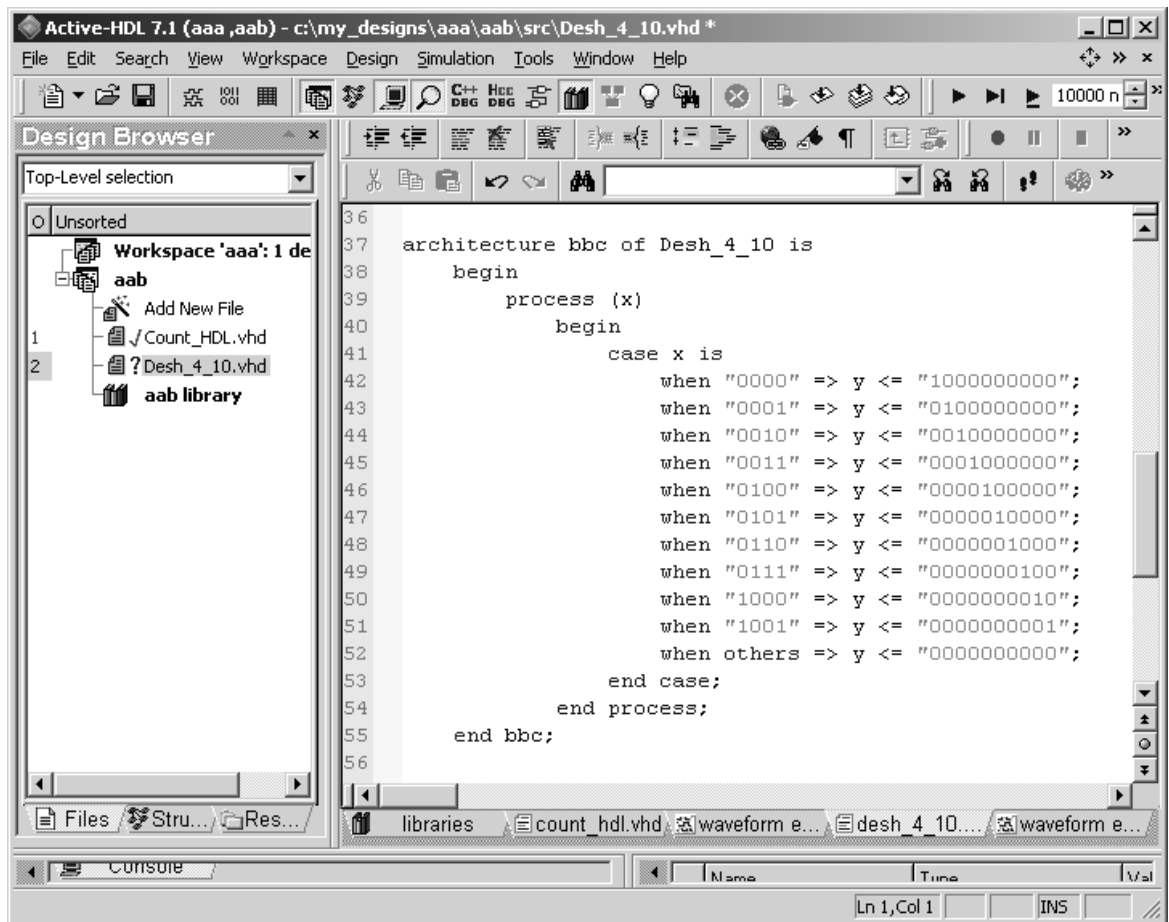 Active-HDL 7.1 (aaa ,aab) - c:\my_designs\aaa\aab\src\Desh_4_10.vhd *
File Edit Search View Workspace Design Simulation Tools Window Help
C++ DBG HCC DBG 10000 n
Design Browser
Top-Level selection
O Unsorted
Workspace 'aaa': 1 de
aab
Add New File
1 Count_HDL.vhd
2 ? Desh_4_10.vhd
aab library
Files Stru... Res...
36
37 architecture bbc of Desh_4_10 is
38 begin
39 process (x)
40 begin
41 case x is
42 when "0000" => y <= "1000000000";
43 when "0001" => y <= "0100000000";
44 when "0010" => y <= "0010000000";
45 when "0011" => y <= "0001000000";
46 when "0100" => y <= "0000100000";
47 when "0101" => y <= "0000010000";
48 when "0110" => y <= "0000001000";
49 when "0111" => y <= "0000000100";
50 when "1000" => y <= "0000000010";
51 when "1001" => y <= "0000000001";
52 when others => y <= "0000000000";
53 end case;
54 end process;
55 end bbc;
56
libraries count_hdl.vhd waveform e... desh_4_10.... waveform e...
Console Name Type Val
Ln 1,Col 1 INS